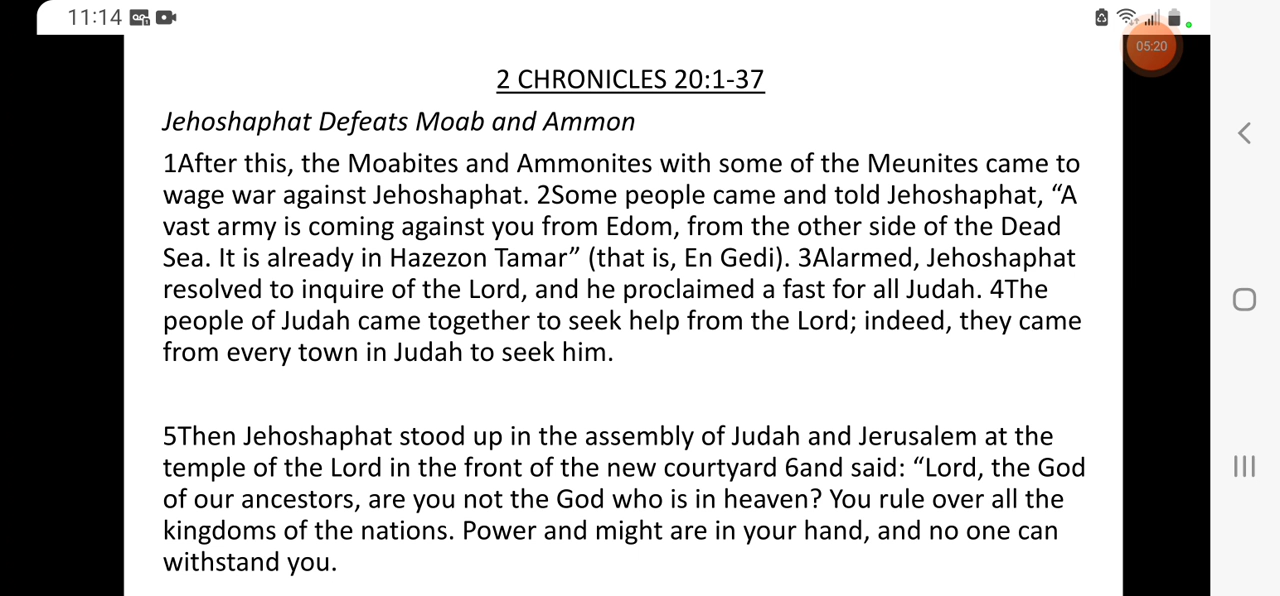 11:14
05:20
2 CHRONICLES 20:1-37
Jehoshaphat Defeats Moab and Ammon
1After this, the Moabites and Ammonites with some of the Meunites came to
wage war against Jehoshaphat. 2Some people came and told Jehoshaphat, “A
vast army is coming against you from Edom, from the other side of the Dead
Sea. It is already in Hazezon Tamar” (that is, En Gedi). 3Alarmed, Jehoshaphat
resolved to inquire of the Lord, and he proclaimed a fast for all Judah. 4The
people of Judah came together to seek help from the Lord; indeed, they came
from every town in Judah to seek him.
5Then Jehoshaphat stood up in the assembly of Judah and Jerusalem at the
temple of the Lord in the front of the new courtyard 6and said: “Lord, the God
of our ancestors, are you not the God who is in heaven? You rule over all the
kingdoms of the nations. Power and might are in your hand, and no one can
withstand you.